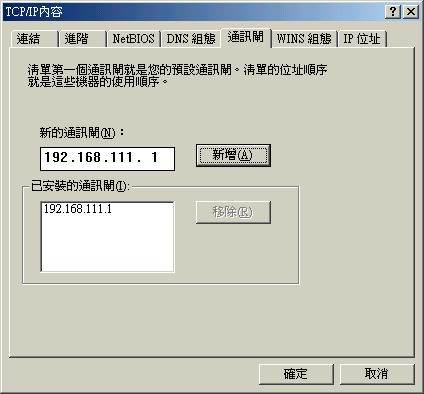 TCP/IP內容
連結 進階 NetBIOS DNS 組態 通訊閘 WINS 組態 IP 位址
清單第一個通訊閘就是您的預設通訊閘。清單的位址順序
就是這些機器的使用順序。
新的通訊閘(N)：
192.168.111. 1 新增(A)
已安裝的通訊閘(I):
192.168.111.1 移除(R)
確定 取消